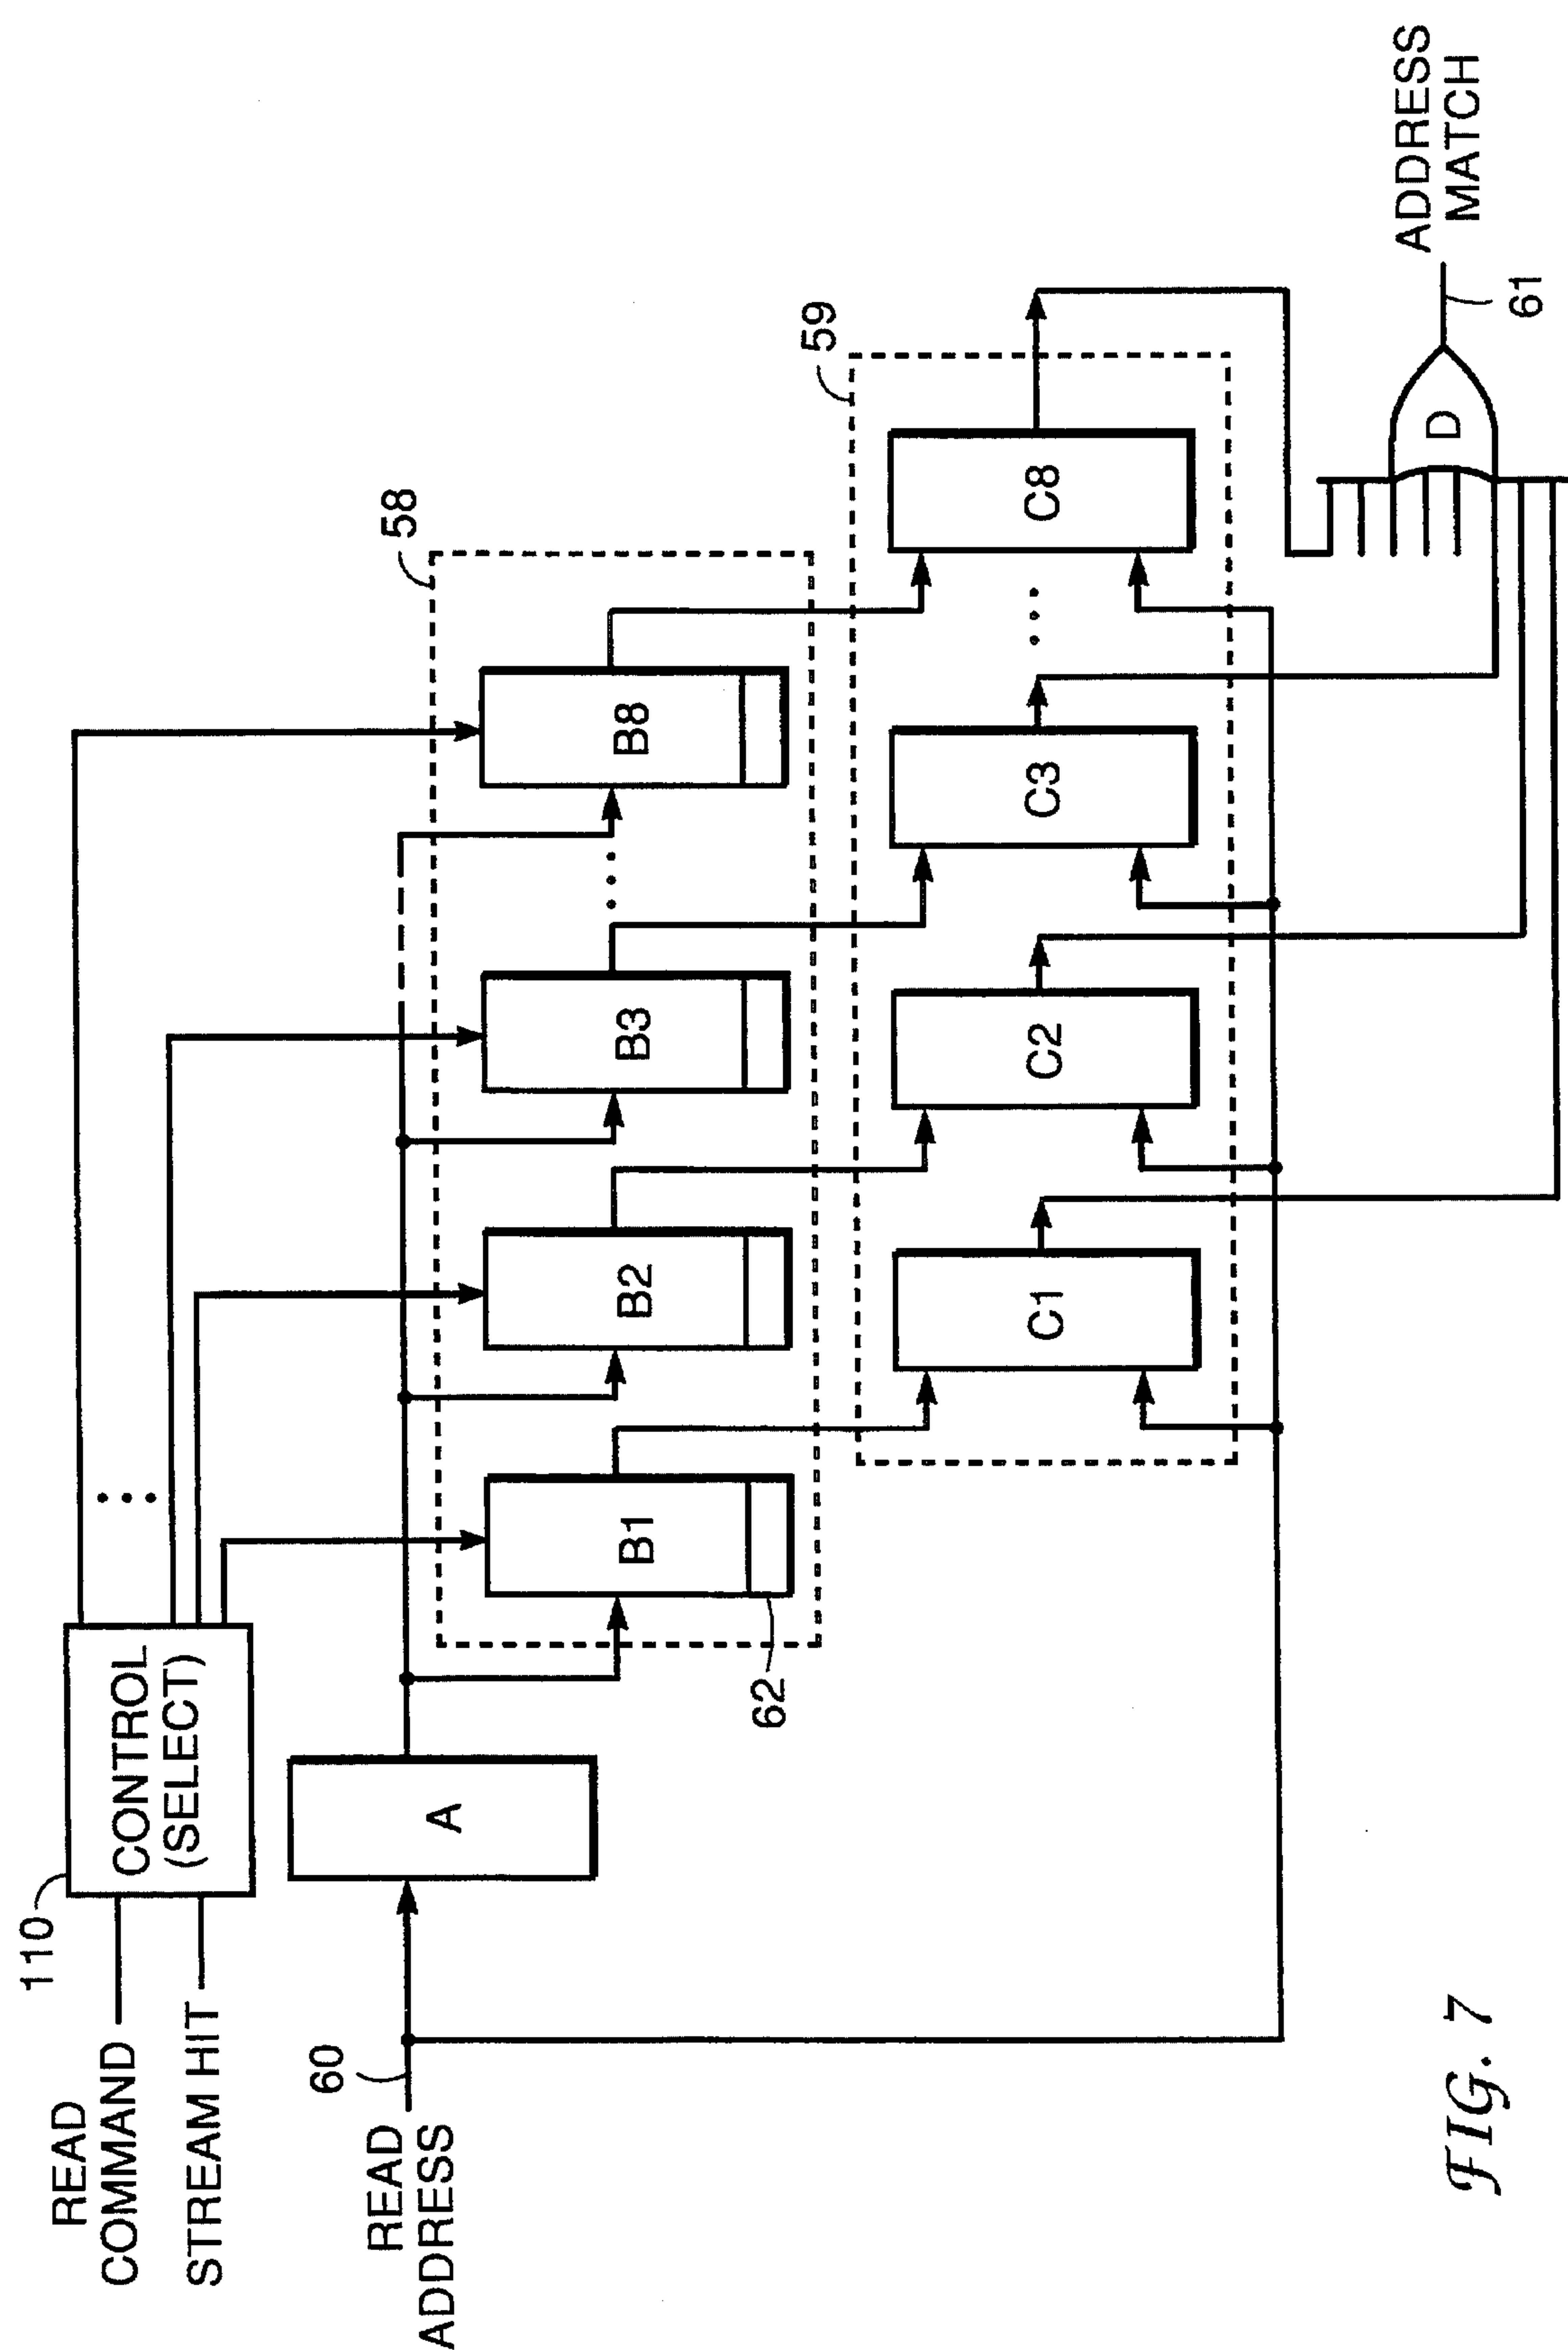 110
READ
COMMAND
STREAM HIT
CONTROL
(SELECT)
60
READ
ADDRESS
A
58
B1
B2
B3
B8
62
59
C1
C2
C3
C8
D
ADDRESS
MATCH
61
FIG. 7